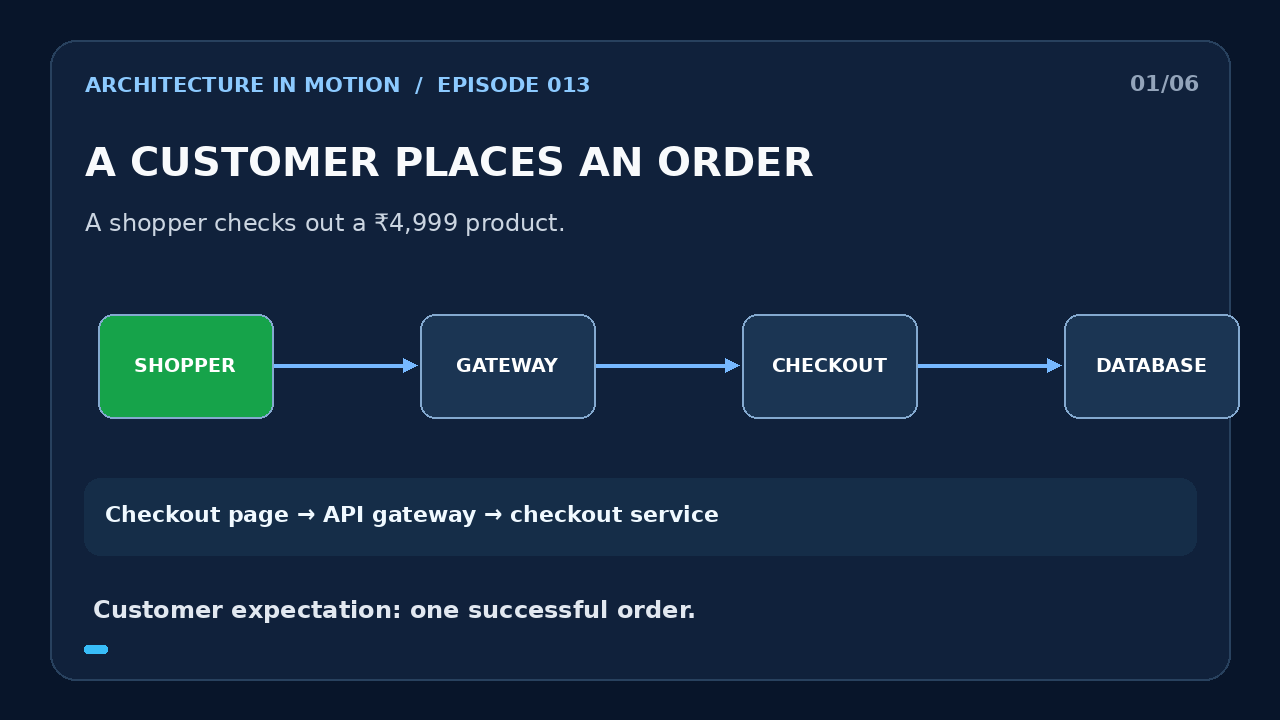 ARCHITECTURE IN MOTION / EPISODE 013
01/06
A CUSTOMER PLACES AN ORDER
A shopper checks out a ₹4,999 product.
SHOPPER
GATEWAY
CHECKOUT
DATABASE
Checkout page → API gateway → checkout service
Customer expectation: one successful order.